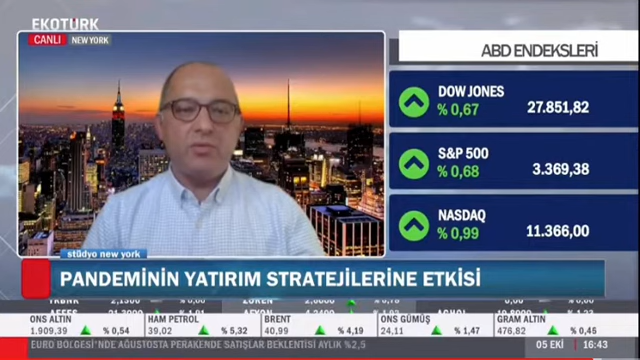 EKOTÜRK
CANLI NEW YORK
ABD ENDEKSLERİ
DOW JONES
% 0,67 27.851,82
S&P 500
% 0,68 3.369,38
NASDAQ
% 0,99 11.366,00
stüdyo new york
PANDEMİNİN YATIRIM STRATEJİLERİNE ETKİSİ
ONS ALTIN HAM PETROL BRENT ONS GÜMÜŞ GRAM ALTIN
1.909,39 % 0,54 39,02 % 5,32 40,99 % 4,19 24,11 % 1,47 476,82 % 0,45
EURO BÖLGESİ'NDE AĞUSTOSTA PERAKENDE SATIŞLAR BEKLENTİSİ AYLIK %2,5 05 EKİ 16:43